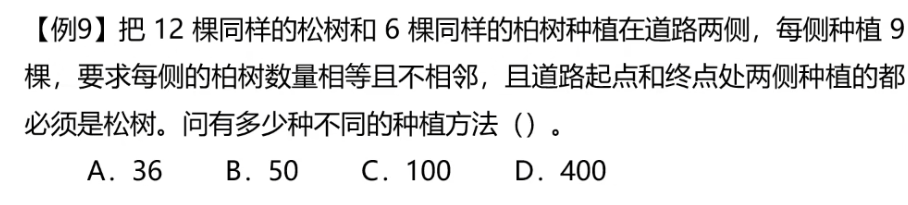 【例9】把 12 棵同样的松树和 6 棵同样的柏树种植在道路两侧，每侧种植 9
棵，要求每侧的柏树数量相等且不相邻，且道路起点和终点处两侧种植的都
必须是松树。问有多少种不同的种植方法（）。
A．36 B．50 C．100 D．400